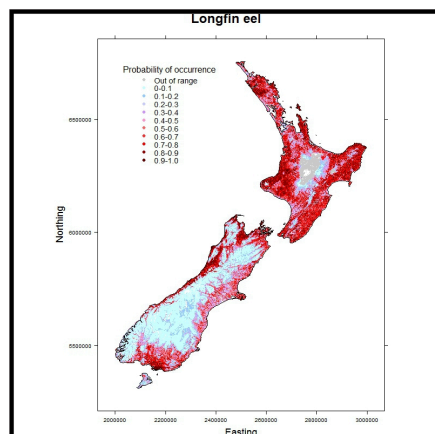 Longfin eel
Probability of occurrence
Out of range
0-0.1
0.1-0.2
0.2-0.3
0.3-0.4
0.4-0.5
0.5-0.6
0.6-0.7
0.7-0.8
0.8-0.9
0.9-1.0
Northing
6500000
6000000
5500000
2000000 2200000 2400000 2600000 2800000 3000000
Easting